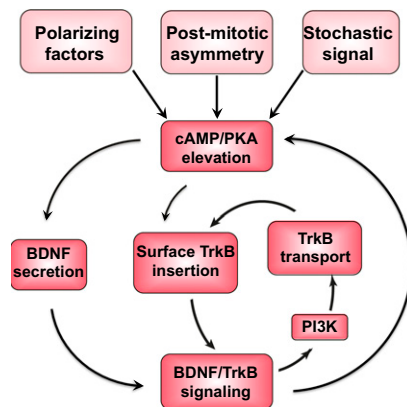 Polarizing
factors
Post-mitotic
asymmetry
Stochastic
signal
cAMP/PKA
elevation
BDNF
secretion
Surface TrkB
insertion
TrkB
transport
PI3K
BDNF/TrkB
signaling